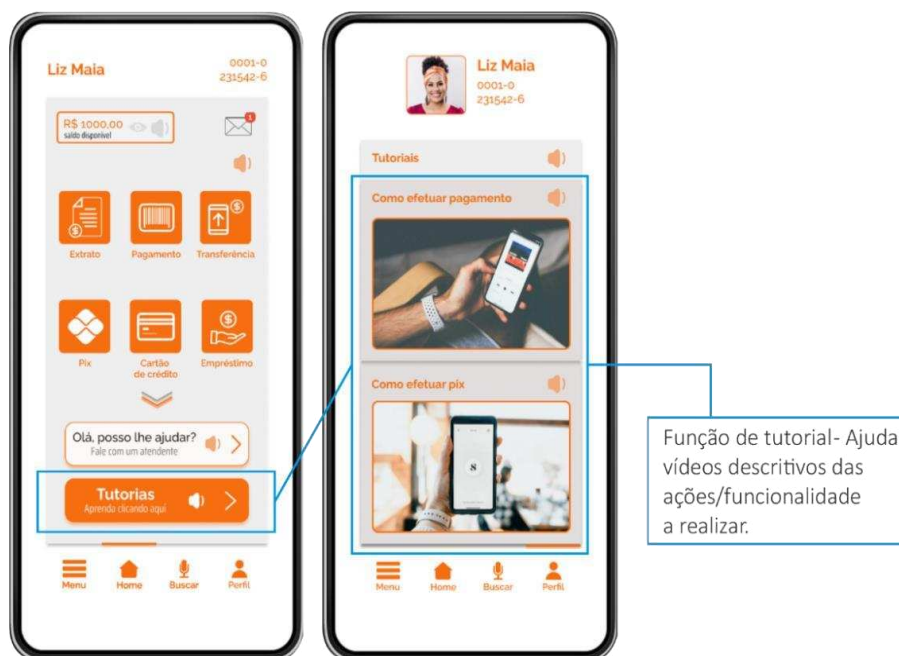 Liz Maia
0001-0
231542-6
R$ 1000,00
saldo disponível
1
Extrato
Pagamento
Transferência
Pix
Cartão
de crédito
Empréstimo
Olá, posso lhe ajudar?
Fale com um atendente
Tutorias
Aprenda clicando aqui
Menu
Home
Buscar
Perfil
Liz Maia
0001-0
231542-6
Tutoriais
Como efetuar pagamento
Como efetuar pix
8
Menu
Home
Buscar
Perfil
Função de tutorial- Ajuda
vídeos descritivos das
ações/funcionalidade
a realizar.